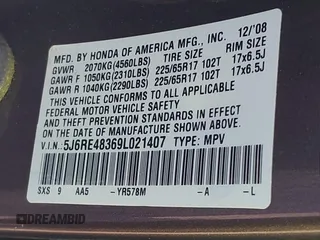 MFD. BY HONDA OF AMERICA MFG., INC. 12/'08
GVWR 2070KG(4560LBS) TIRE SIZE RIM SIZE
GAWR F 1050KG(2310LBS) 225/65R17 102T 17x6.5J
GAWR R 1040KG(2290LBS) 225/65R17 102T 17x6.5J
THIS VEHICLE CONFORMS TO ALL APPLICABLE
FEDERAL MOTOR VEHICLE SAFETY AND
THEFT PREVENTION STANDARDS IN EFFECT ON
THE DATE OF MANUFACTURE SHOWN ABOVE.
V.I.N: 5J6RE48369L021407 TYPE: MPV
SXS 9 AA5 -YR578M -A -L
DREAMBID